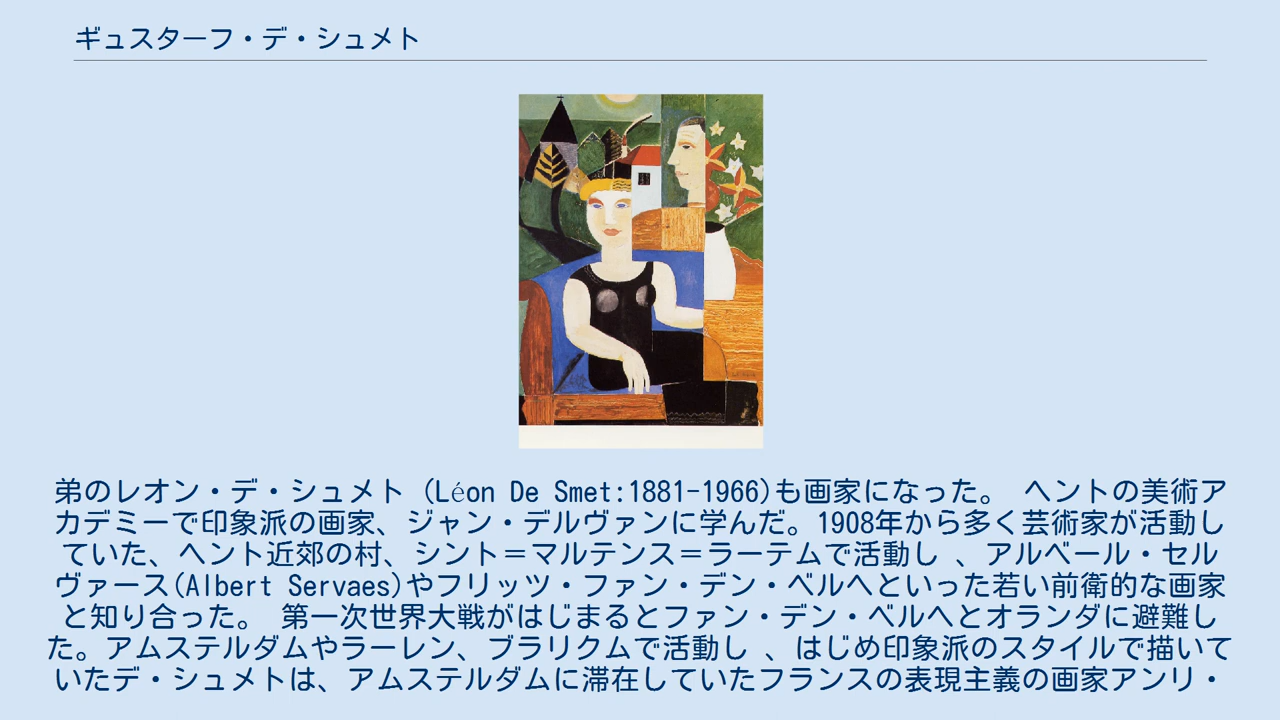 ギュスターフ・デ・シュメト
弟のレオン・デ・シュメト (Léon De Smet:1881-1966)も画家になった。 ヘントの美術ア
カデミーで印象派の画家、ジャン・デルヴァンに学んだ。1908年から多く芸術家が活動し
ていた、ヘント近郊の村、シント＝マルテンス＝ラーテムで活動し 、アルベール・セル
ヴァース(Albert Servaes)やフリッツ・ファン・デン・ベルヘといった若い前衛的な画家
と知り合った。 第一次世界大戦がはじまるとファン・デン・ベルヘとオランダに避難し
た。アムステルダムやラーレン、ブラリクムで活動し 、はじめ印象派のスタイルで描いて
いたデ・シュメトは、アムステルダムに滞在していたフランスの表現主義の画家アンリ・